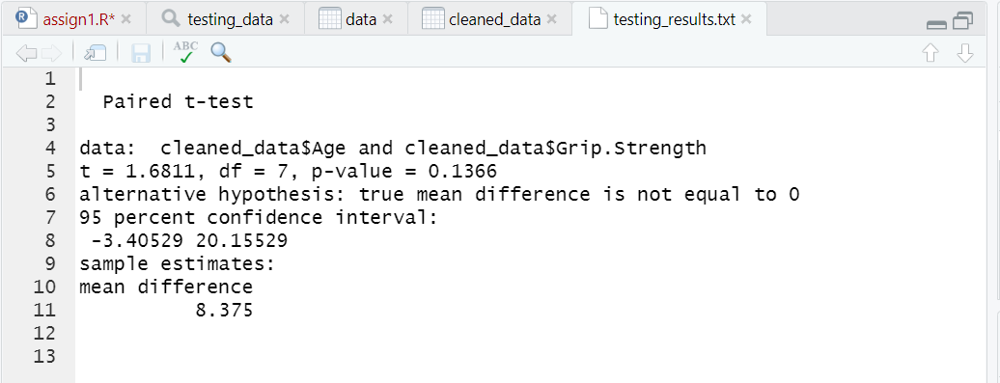 assign1.R*
testing_data
data
cleaned_data
testing_results.txt
ABC
1
2 Paired t-test
3
4 data:  cleaned_data$Age and cleaned_data$Grip.Strength
5 t = 1.6811, df = 7, p-value = 0.1366
6 alternative hypothesis: true mean difference is not equal to 0
7 95 percent confidence interval:
8 -3.40529 20.15529
9 sample estimates:
10 mean difference
11 8.375
12
13